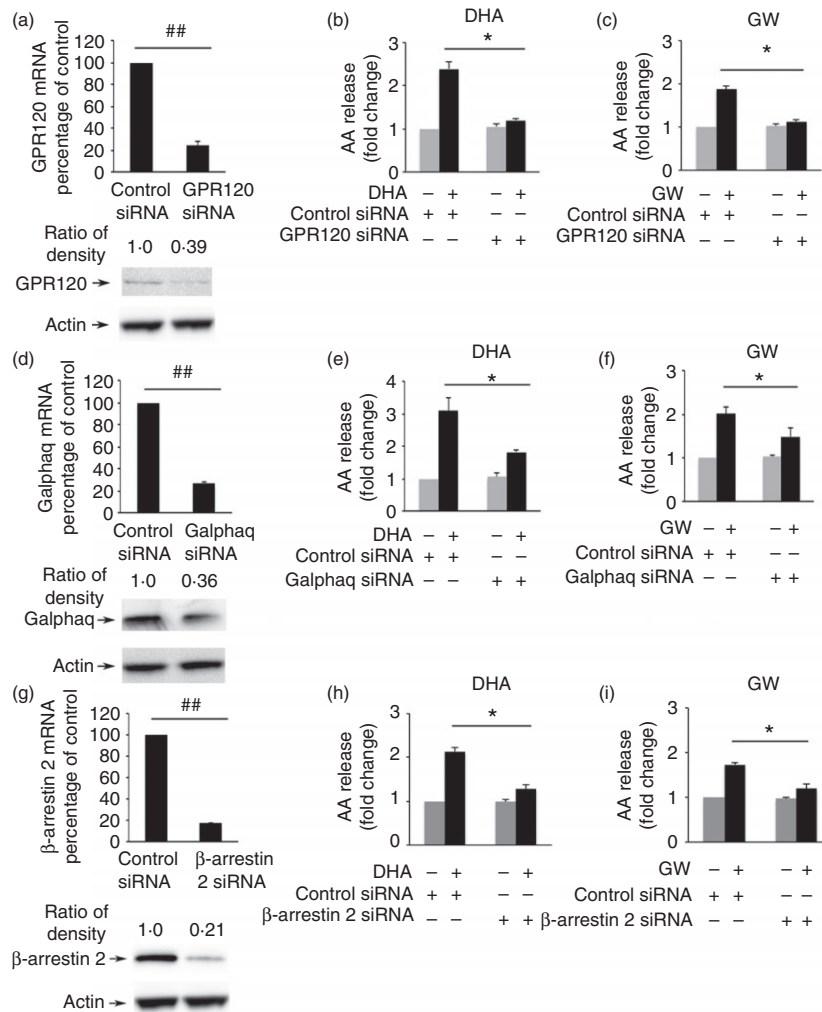 (a)
##
120
100
80
60
40
20
0
GPR120 mRNA
percentage of control
Control
siRNA
GPR120
siRNA
Ratio of
density
1·0 0·39
GPR120
Actin
(b)
DHA
*
3
2
1
0
AA release
(fold change)
DHA − + − +
Control siRNA + + − −
GPR120 siRNA − − + +
(c)
GW
*
3
2
1
0
AA release
(fold change)
GW − + − +
Control siRNA + + − −
GPR120 siRNA − − + +
(d)
##
120
100
80
60
40
20
0
Galphaq mRNA
percentage of control
Control
siRNA
Galphaq
siRNA
Ratio of
density
1·0 0·36
Galphaq
Actin
(e)
DHA
*
4
3
2
1
0
AA release
(fold change)
DHA − + − +
Control siRNA + + − −
Galphaq siRNA − − + +
(f)
GW
*
3
2
1
0
AA release
(fold change)
GW − + − +
Control siRNA + + − −
Galphaq siRNA − − + +
(g)
##
120
100
80
60
40
20
0
β-arrestin 2 mRNA
percentage of control
Control
siRNA
β-arrestin
2 siRNA
Ratio of
density
1·0 0·21
β-arrestin 2
Actin
(h)
DHA
*
3
2
1
0
AA release
(fold change)
DHA − + − +
Control siRNA + + − −
β-arrestin 2 siRNA − − + +
(i)
GW
*
3
2
1
0
AA release
(fold change)
GW − + − +
Control siRNA + + − −
β-arrestin 2 siRNA − − + +